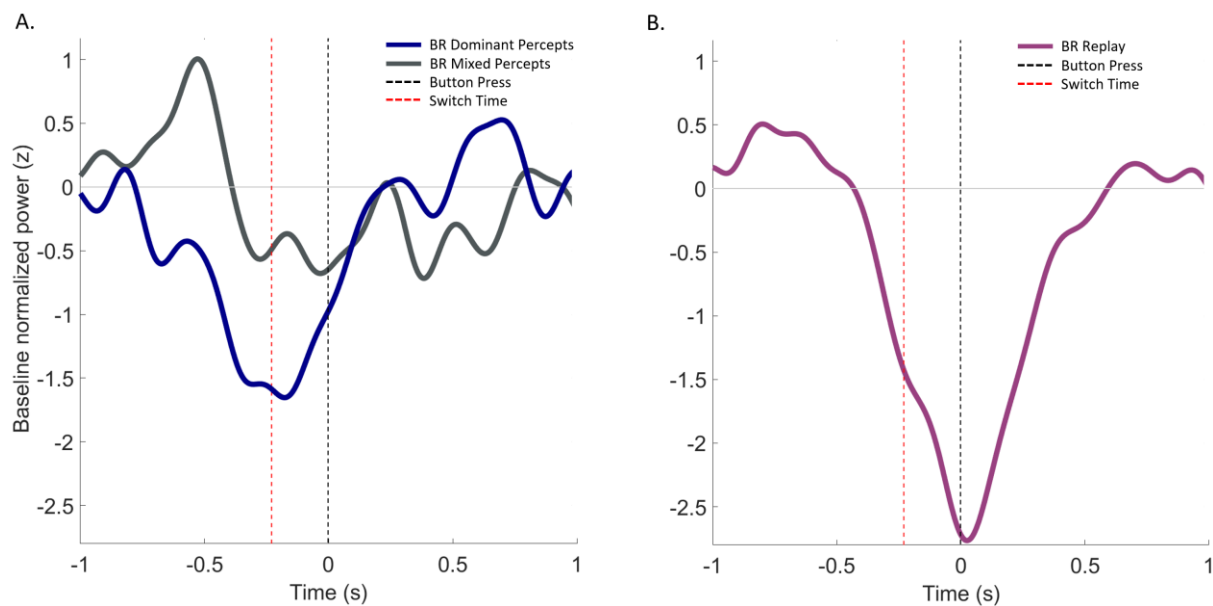 A.
BR Dominant Percepts
BR Mixed Percepts
Button Press
Switch Time
Baseline normalized power (z)
1
0.5
0
-0.5
-1
-1.5
-2
-2.5
-1 -0.5 0 0.5 1
Time (s)
B.
BR Replay
Button Press
Switch Time
1
0.5
0
-0.5
-1
-1.5
-2
-2.5
-1 -0.5 0 0.5 1
Time (s)